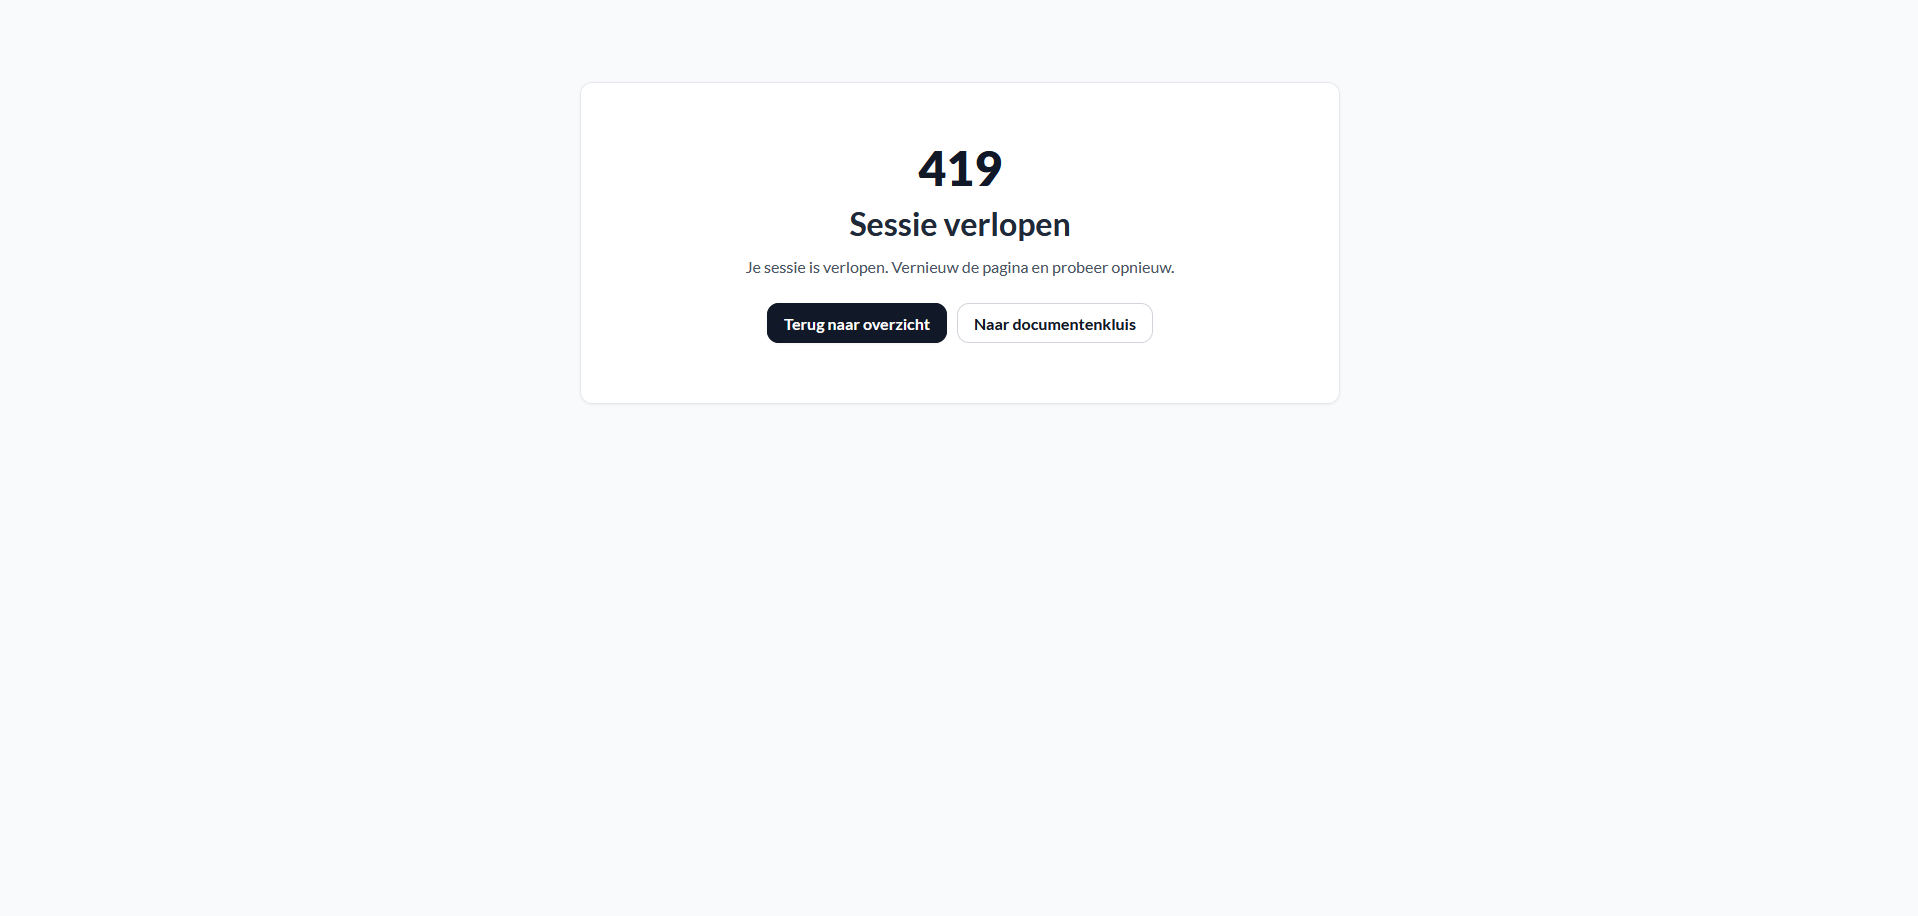 419
Sessie verlopen
Je sessie is verlopen. Vernieuw de pagina en probeer opnieuw.
Terug naar overzicht
Naar documentenkluis